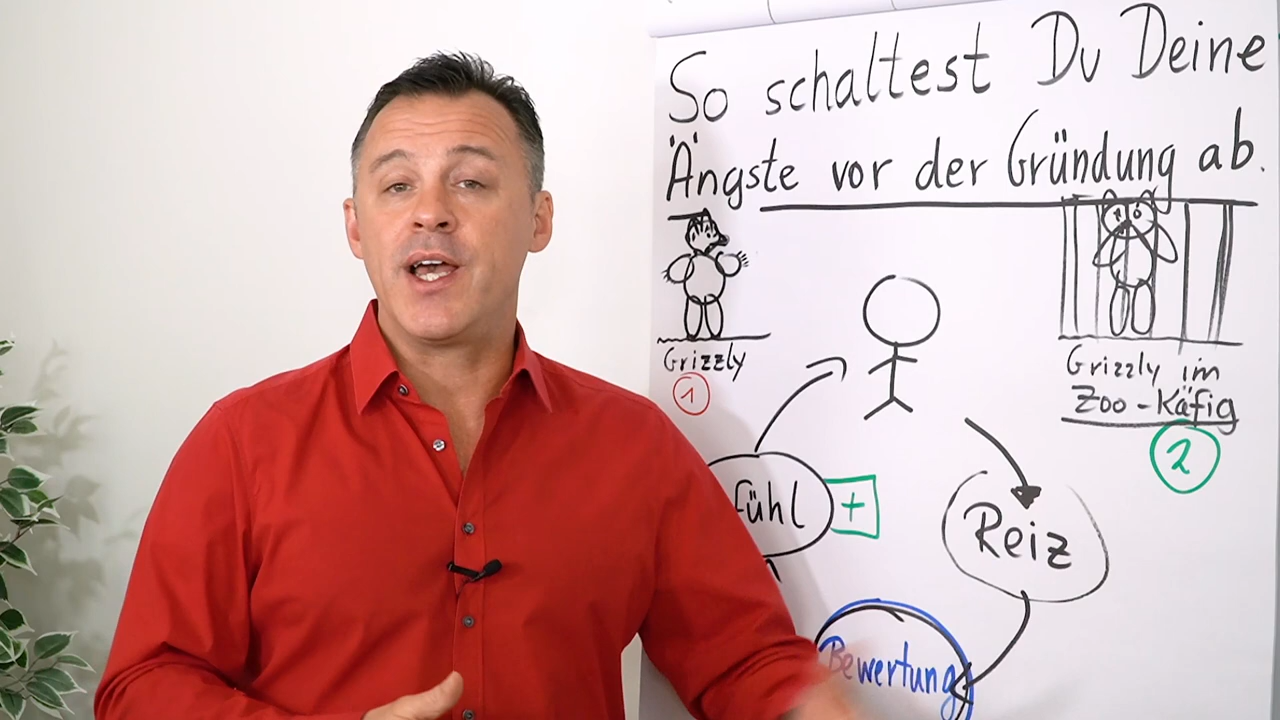 So schaltest Du Deine
Ängste vor der Gründung ab.
Grizzly
1
Grizzly im
Zoo-Käfig
2
fühl
+
Reiz
Bewertung